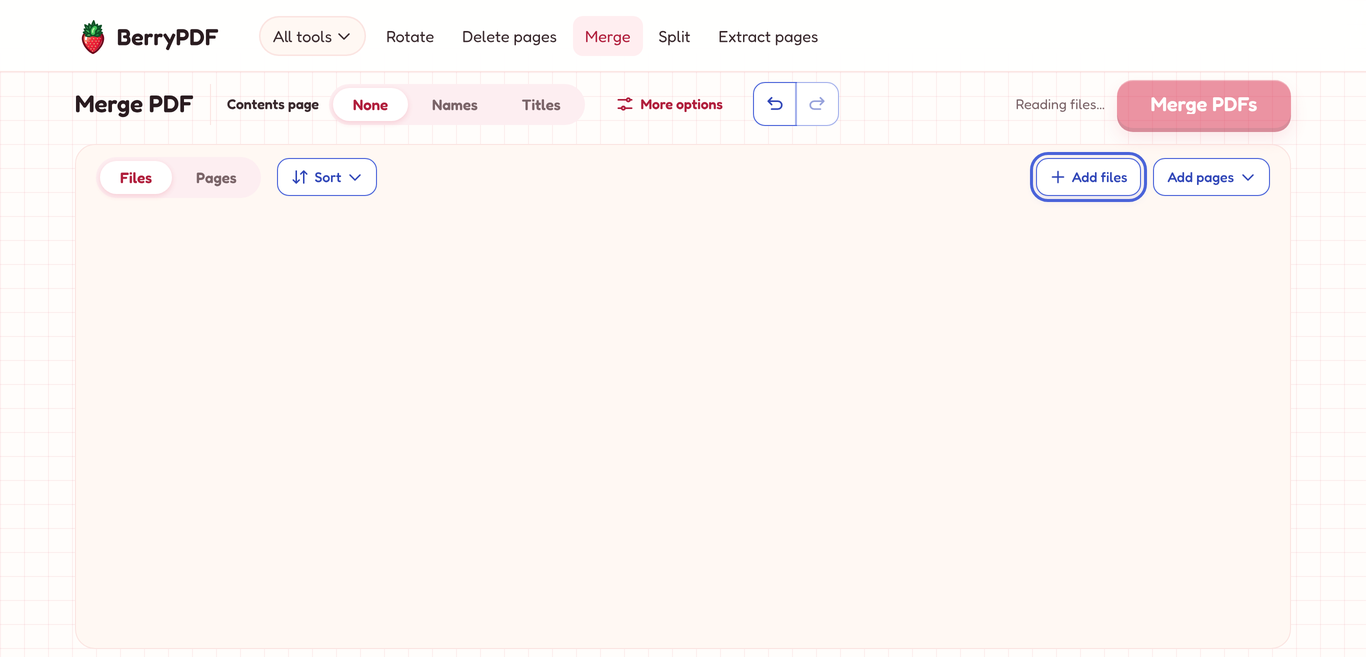 BerryPDF
All tools
Rotate
Delete pages
Merge
Split
Extract pages
Merge PDF
Contents page
None
Names
Titles
More options
Reading files...
Merge PDFs
Files
Pages
Sort
Add files
Add pages